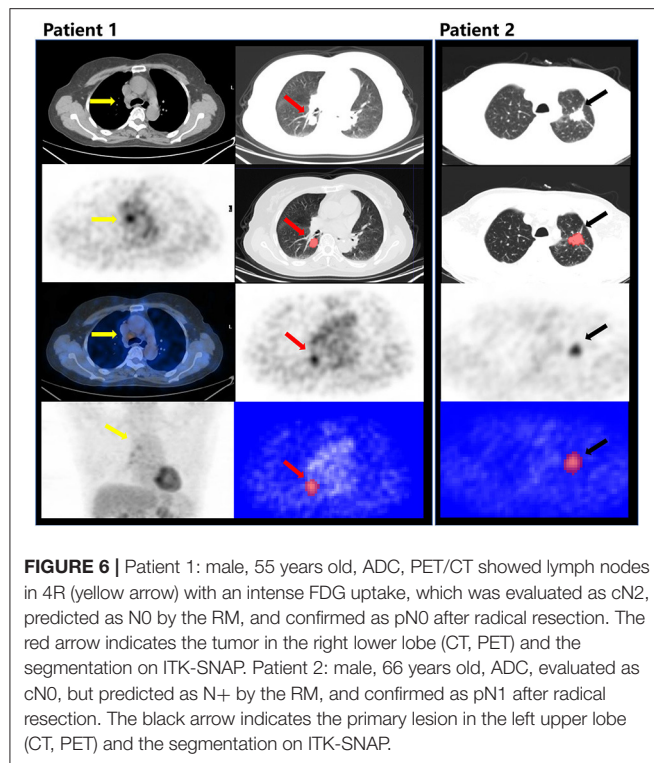 Patient 1
Patient 2
FIGURE 6 | Patient 1: male, 55 years old, ADC, PET/CT showed lymph nodes
in 4R (yellow arrow) with an intense FDG uptake, which was evaluated as cN2,
predicted as N0 by the RM, and confirmed as pN0 after radical resection. The
red arrow indicates the tumor in the right lower lobe (CT, PET) and the
segmentation on ITK-SNAP. Patient 2: male, 66 years old, ADC, evaluated as
cN0, but predicted as N+ by the RM, and confirmed as pN1 after radical
resection. The black arrow indicates the primary lesion in the left upper lobe
(CT, PET) and the segmentation on ITK-SNAP.